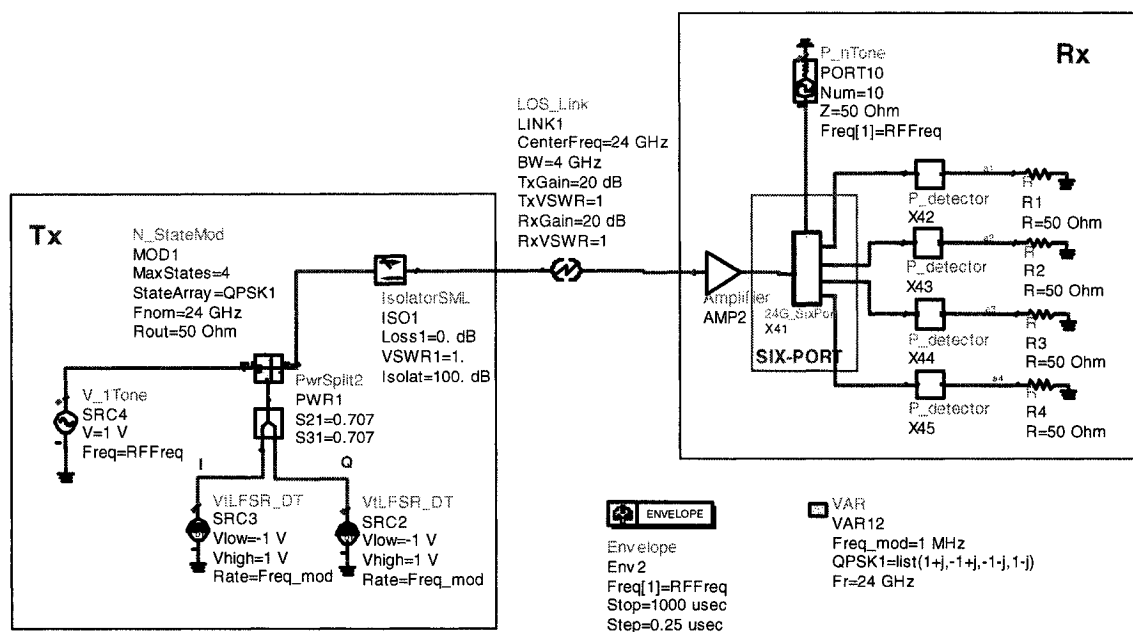 Tx
N_StateMod
MOD1
MaxStates=4
StateArray=QPSK1
Fnom=24 GHz
Rout=50 Ohm
V_1Tone
SRC4
V=1 V
Freq=RFFreq
PwrSplit2
PWR1
S21=0.707
S31=0.707
IsolatorSML
ISO1
Loss1=0. dB
VSWR1=1.
Isolat=100. dB
I
Q
VtLFSR_DT
SRC3
Vlow=-1 V
Vhigh=1 V
Rate=Freq_mod
VtLFSR_DT
SRC2
Vlow=-1 V
Vhigh=1 V
Rate=Freq_mod
LOS_Link
LINK1
CenterFreq=24 GHz
BW=4 GHz
TxGain=20 dB
TxVSWR=1
RxGain=20 dB
RxVSWR=1
Rx
P_nTone
PORT10
Num=10
Z=50 Ohm
Freq[1]=RFFreq
Amplifier
AMP2
24G_SixPor
X41
SIX-PORT
P_detector
X42
a1
R
R1
R=50 Ohm
P_detector
X43
a2
R
R2
R=50 Ohm
P_detector
X44
a3
R
R3
R=50 Ohm
P_detector
X45
a4
R
R4
R=50 Ohm
ENVELOPE
Envelope
Env2
Freq[1]=RFFreq
Stop=1000 usec
Step=0.25 usec
VAR
VAR12
Freq_mod=1 MHz
QPSK1=list(1+j,-1+j,-1-j,1-j)
Fr=24 GHz